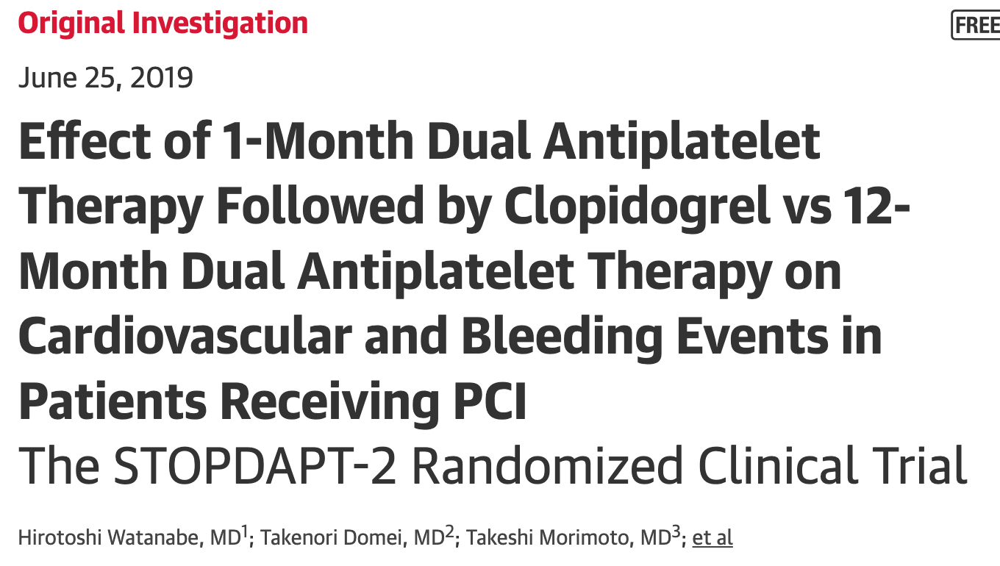 Original Investigation
FREE
June 25, 2019
Effect of 1-Month Dual Antiplatelet
Therapy Followed by Clopidogrel vs 12-
Month Dual Antiplatelet Therapy on
Cardiovascular and Bleeding Events in
Patients Receiving PCI
The STOPDAPT-2 Randomized Clinical Trial
Hirotoshi Watanabe, MD1; Takenori Domei, MD2; Takeshi Morimoto, MD3; et al